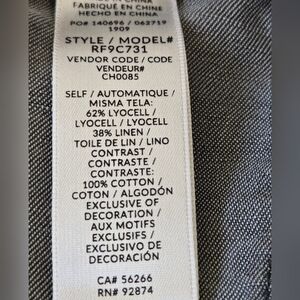 FABRIQUÉ EN CHINE
HECHO EN CHINA
PO# 140696 / 062719
1909
STYLE / MODEL#
RF9C731
VENDOR CODE / CODE
VENDEUR#
CH0085
SELF / AUTOMATIQUE /
MISMA TELA:
62% LYOCELL /
LYOCELL / LYOCELL
38% LINEN /
TOILE DE LIN / LINO
CONTRAST /
CONTRASTE /
CONTRASTE:
100% COTTON /
COTON / ALGODÓN
EXCLUSIVE OF
DECORATION /
AUX MOTIFS
EXCLUSIFS /
EXCLUSIVO DE
DECORACIÓN
CA# 56266
RN# 92874